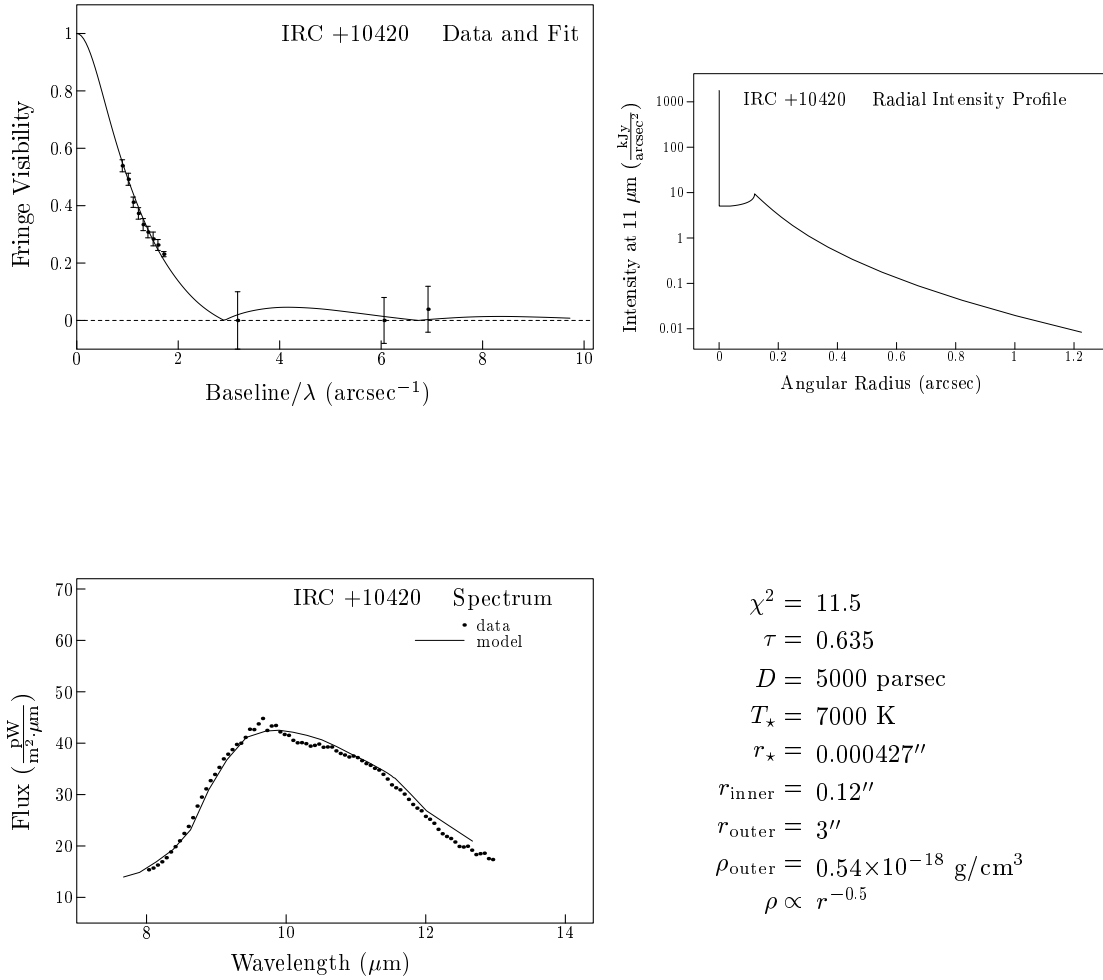 IRC +10420 Data and Fit
1
0.8
0.6
0.4
0.2
0
0 2 4 6 8 10
Fringe Visibility
Baseline/λ (arcsec⁻¹)
IRC +10420 Radial Intensity Profile
1000
100
10
1
0.1
0.01
0 0.2 0.4 0.6 0.8 1 1.2
Intensity at 11 μm (kJy/arcsec²)
Angular Radius (arcsec)
IRC +10420 Spectrum
data
model
70
60
50
40
30
20
10
8 10 12 14
Flux (pW/m²·μm)
Wavelength (μm)
χ² = 11.5
τ = 0.635
D = 5000 parsec
T⋆ = 7000 K
r⋆ = 0.000427″
r_inner = 0.12″
r_outer = 3″
ρ_outer = 0.54×10⁻¹⁸ g/cm³
ρ ∝ r⁻⁰·⁵